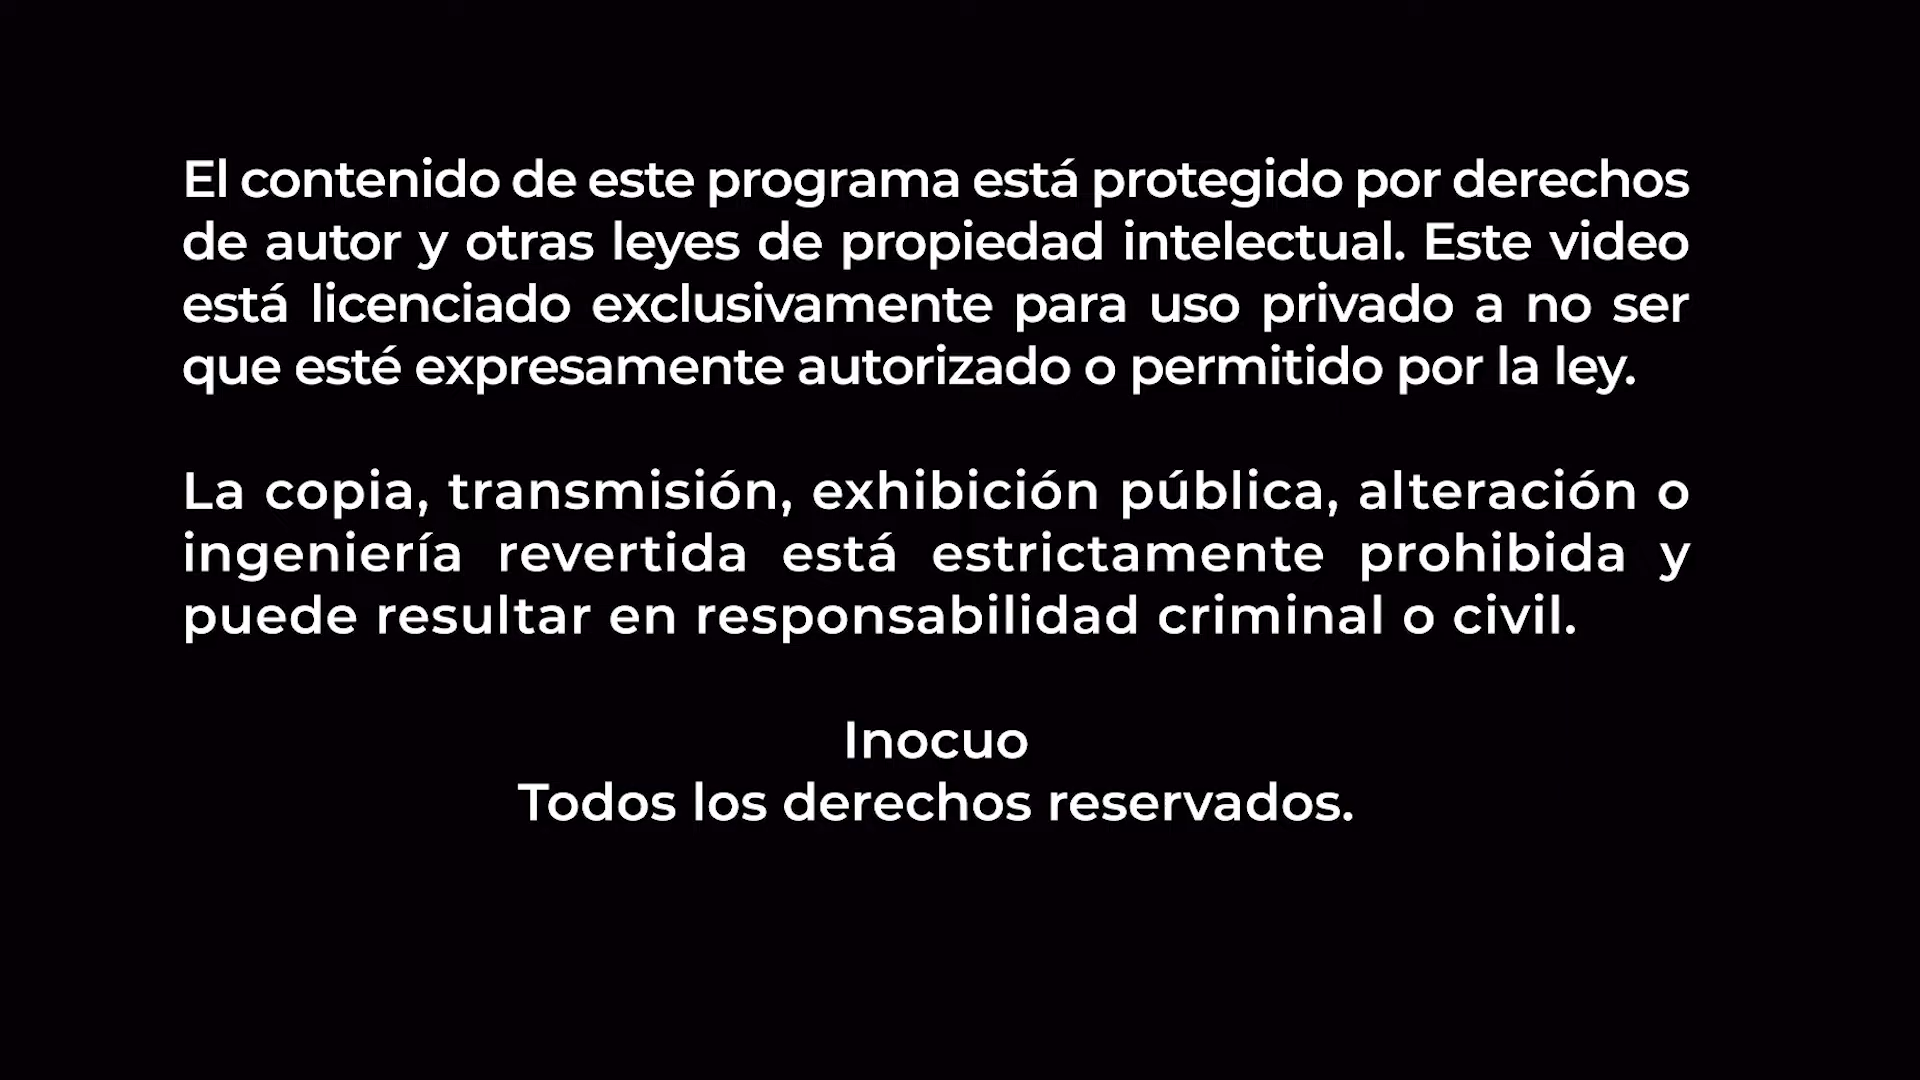 El contenido de este programa está protegido por derechos
de autor y otras leyes de propiedad intelectual. Este video
está licenciado exclusivamente para uso privado a no ser
que esté expresamente autorizado o permitido por la ley.
La copia, transmisión, exhibición pública, alteración o
ingeniería revertida está estrictamente prohibida y
puede resultar en responsabilidad criminal o civil.
Inocuo
Todos los derechos reservados.